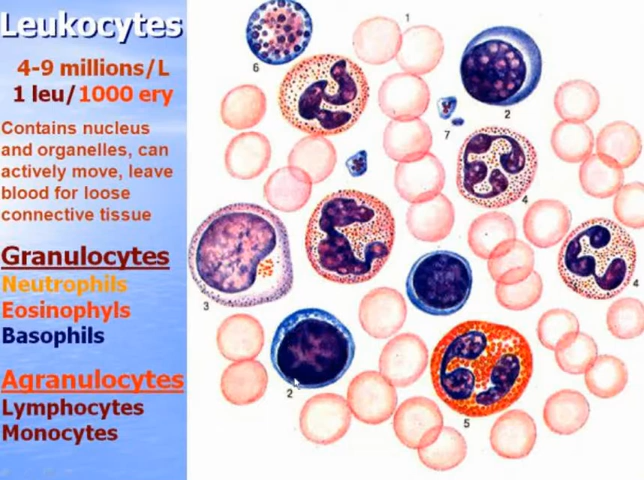 Leukocytes
4-9 millions/L
1 leu/1000 ery
Contains nucleus
and organelles, can
actively move, leave
blood for loose
connective tissue
Granulocytes
Neutrophils
Eosinophyls
Basophils
Agranulocytes
Lymphocytes
Monocytes
1
6
2
7
4
3
4
2
5